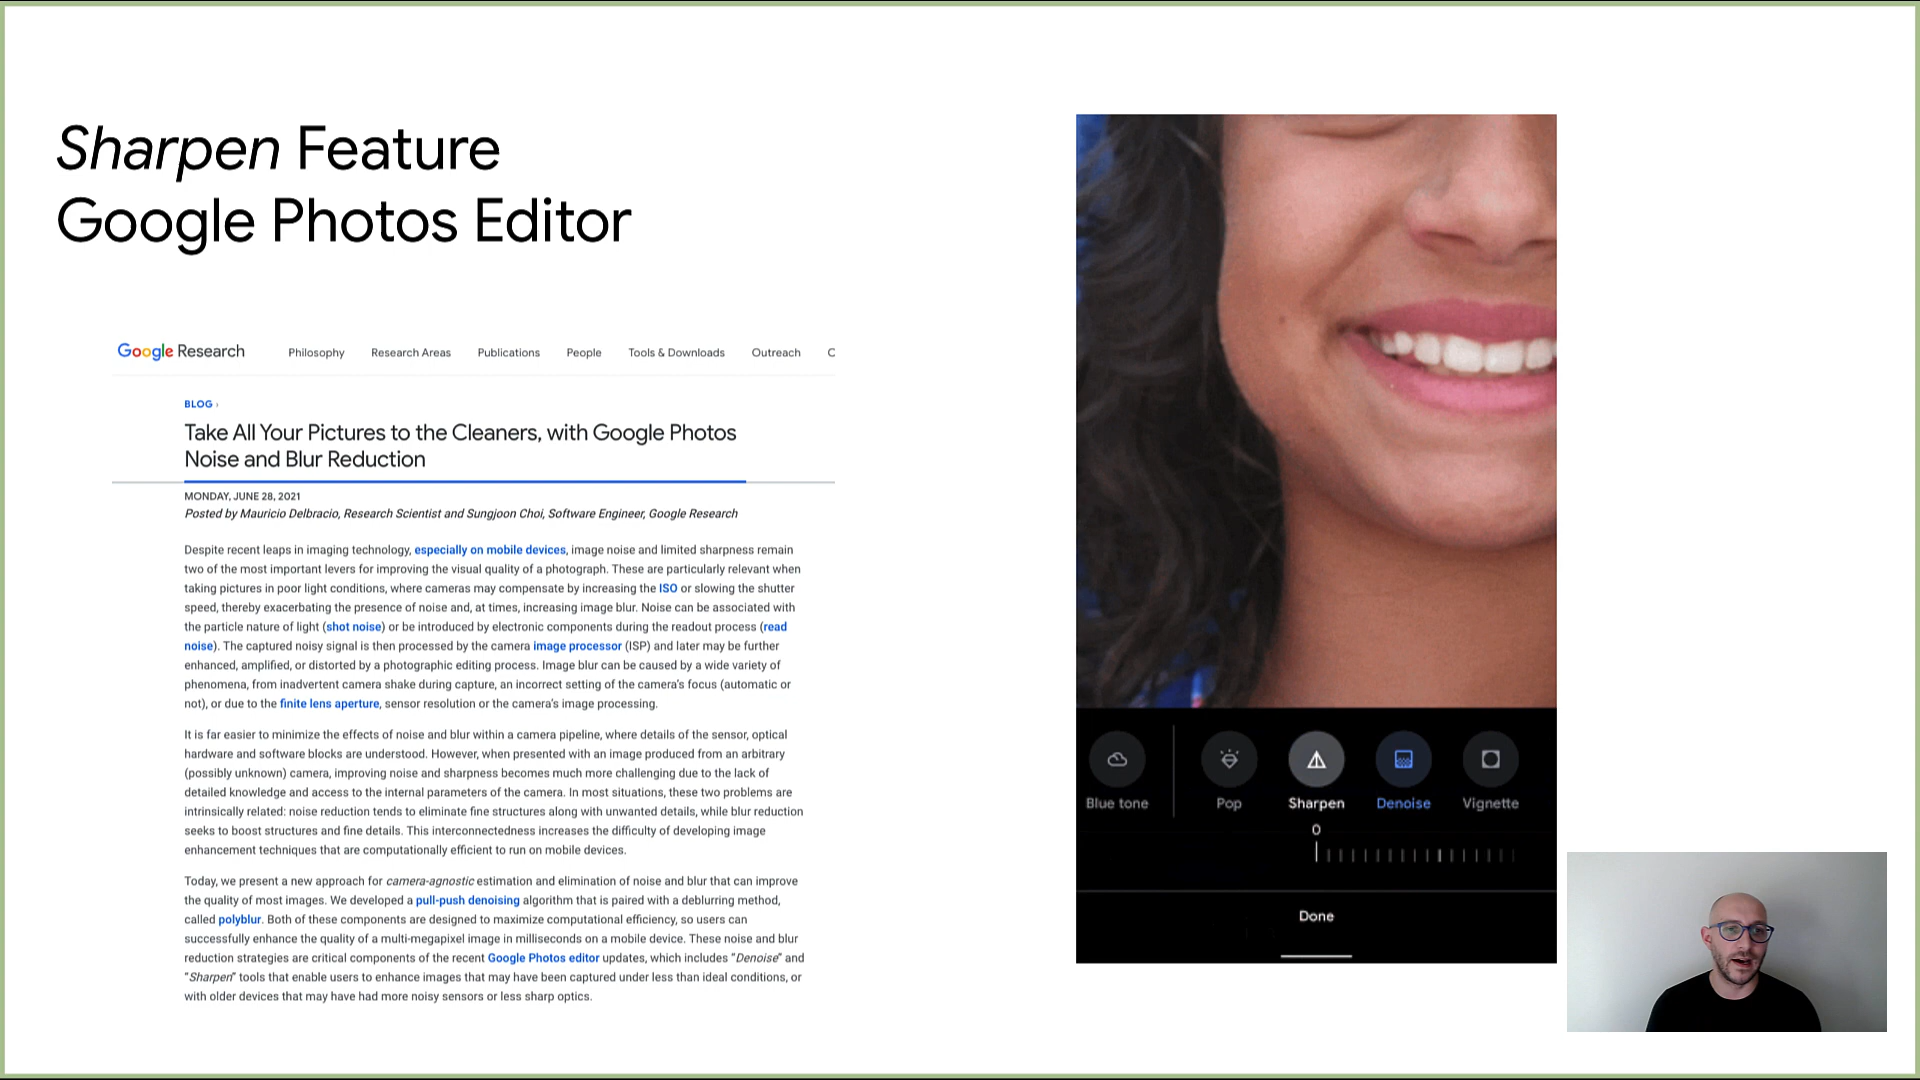 Sharpen Feature
Google Photos Editor
Google Research Philosophy Research Areas Publications People Tools & Downloads Outreach C
BLOG ›
Take All Your Pictures to the Cleaners, with Google Photos
Noise and Blur Reduction
MONDAY, JUNE 28, 2021
Posted by Mauricio Delbracio, Research Scientist and Sungjoon Choi, Software Engineer, Google Research
Despite recent leaps in imaging technology, especially on mobile devices, image noise and limited sharpness remain
two of the most important levers for improving the visual quality of a photograph. These are particularly relevant when
taking pictures in poor light conditions, where cameras may compensate by increasing the ISO or slowing the shutter
speed, thereby exacerbating the presence of noise and, at times, increasing image blur. Noise can be associated with
the particle nature of light (shot noise) or be introduced by electronic components during the readout process (read
noise). The captured noisy signal is then processed by the camera image processor (ISP) and later may be further
enhanced, amplified, or distorted by a photographic editing process. Image blur can be caused by a wide variety of
phenomena, from inadvertent camera shake during capture, an incorrect setting of the camera's focus (automatic or
not), or due to the finite lens aperture, sensor resolution or the camera's image processing.
It is far easier to minimize the effects of noise and blur within a camera pipeline, where details of the sensor, optical
hardware and software blocks are understood. However, when presented with an image produced from an arbitrary
(possibly unknown) camera, improving noise and sharpness becomes much more challenging due to the lack of
detailed knowledge and access to the internal parameters of the camera. In most situations, these two problems are
intrinsically related: noise reduction tends to eliminate fine structures along with unwanted details, while blur reduction
seeks to boost structures and fine details. This interconnectedness increases the difficulty of developing image
enhancement techniques that are computationally efficient to run on mobile devices.
Today, we present a new approach for camera-agnostic estimation and elimination of noise and blur that can improve
the quality of most images. We developed a pull-push denoising algorithm that is paired with a deblurring method,
called polyblur. Both of these components are designed to maximize computational efficiency, so users can
successfully enhance the quality of a multi-megapixel image in milliseconds on a mobile device. These noise and blur
reduction strategies are critical components of the recent Google Photos editor updates, which includes "Denoise" and
"Sharpen" tools that enable users to enhance images that may have been captured under less than ideal conditions, or
with older devices that may have had more noisy sensors or less sharp optics.
Blue tone Pop Sharpen Denoise Vignette
0
Done